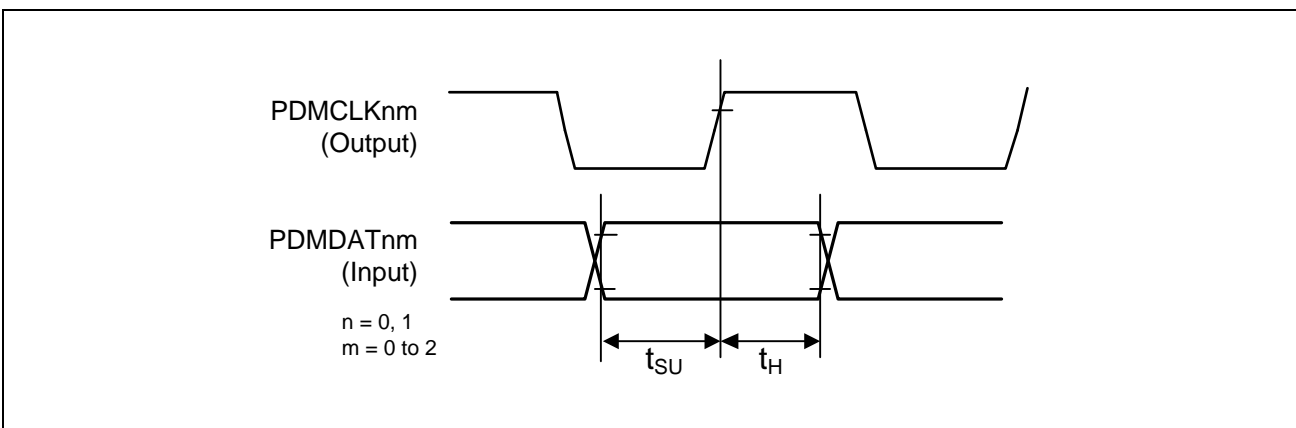 PDMCLKnm
(Output)
PDMDATnm
(Input)
n = 0, 1
m = 0 to 2
tSU
tH